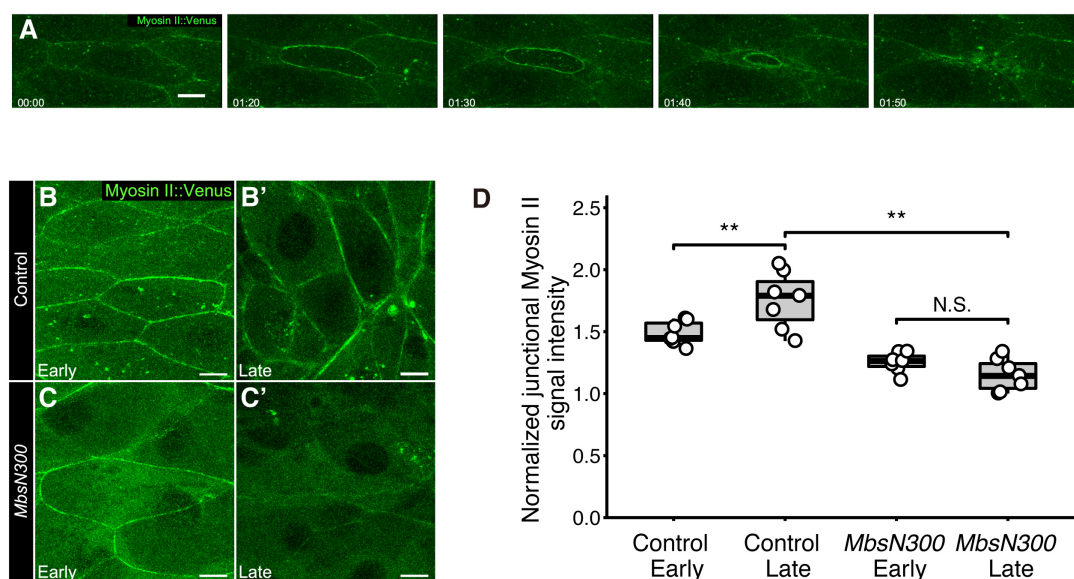 A
Myosin II::Venus
00:00
01:20
01:30
01:40
01:50
Control
B
Myosin II::Venus
Early
B'
Late
MbsN300
C
Early
C'
Late
D
Normalized junctional Myosin II
signal intensity
2.5
2.0
1.5
1.0
0.5
0.0
**
**
N.S.
Control
Early
Control
Late
MbsN300
Early
MbsN300
Late